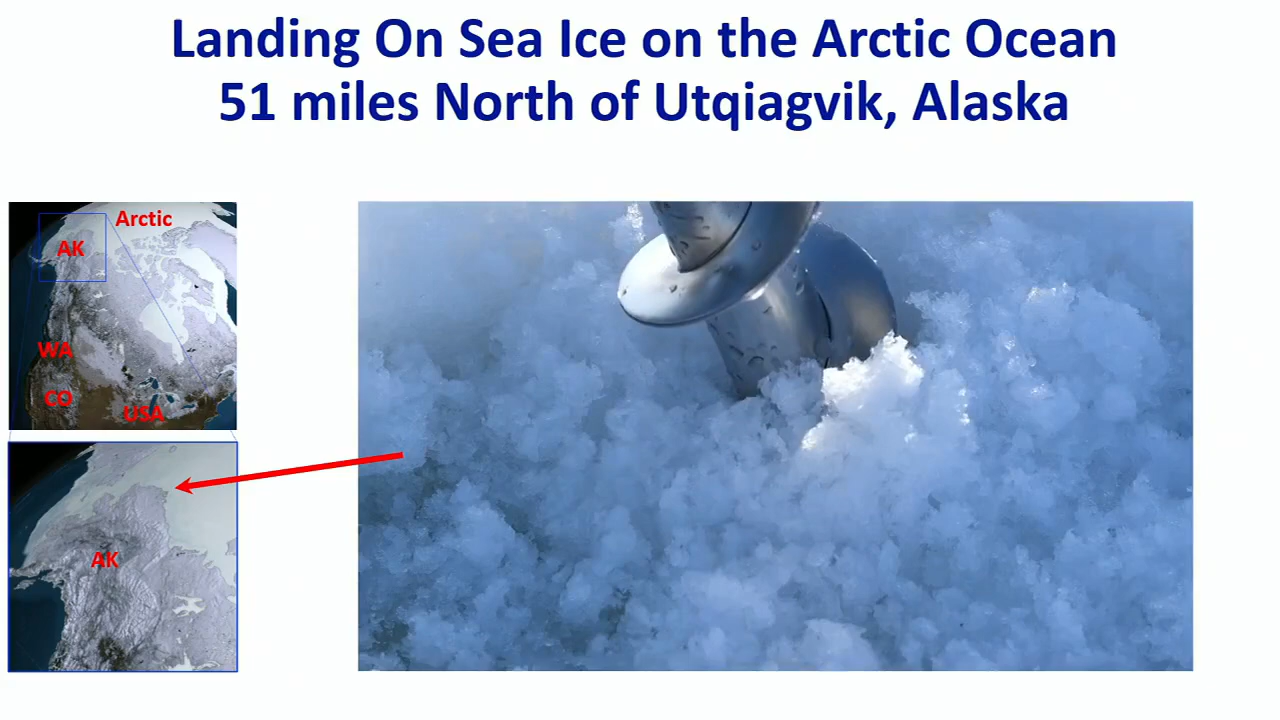 Landing On Sea Ice on the Arctic Ocean
51 miles North of Utqiagvik, Alaska
Arctic
AK
WA
CO
USA
AK